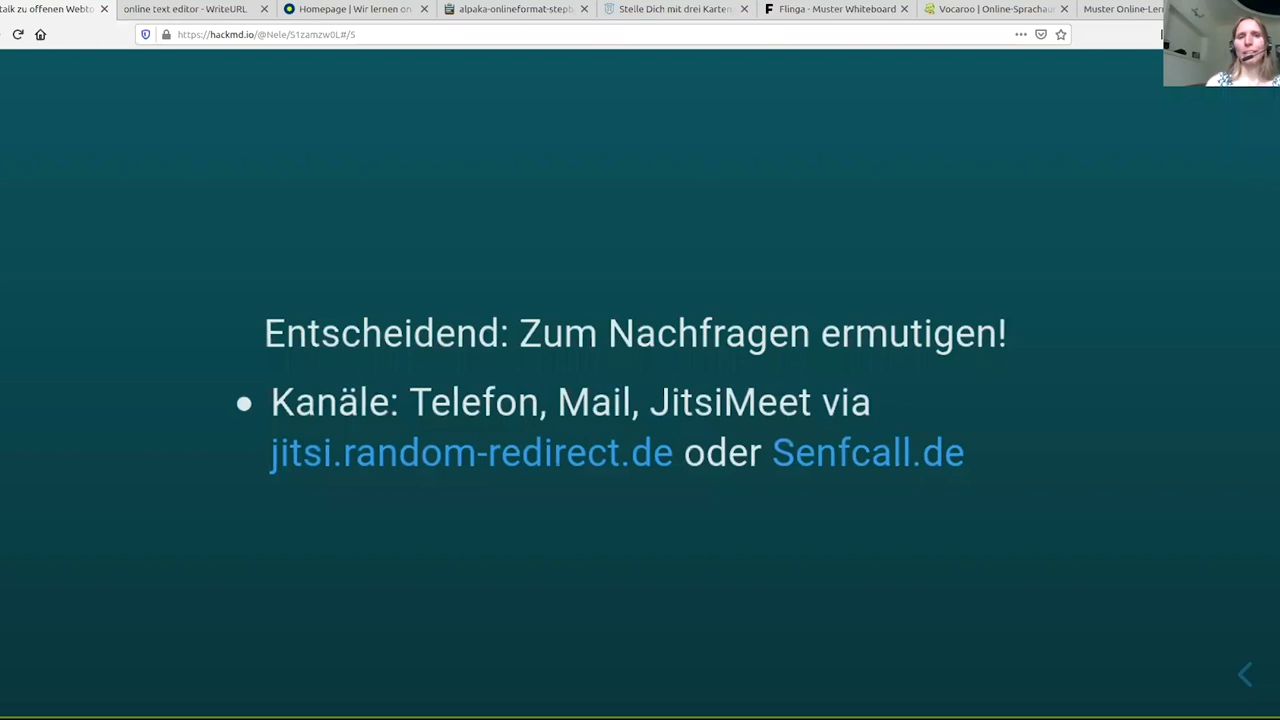 talk zu offenen Webto
online text editor - WriteURL
Homepage | Wir lernen on
alpaka-onlineformat-stepb
Steile Dich mit drei Karten
Flinga - Muster Whiteboard
Vocaroo | Online-Sprachau
Muster Online-Ler
https://hackmd.io/@Nele/S1zamzw0L#/5
Entscheidend: Zum Nachfragen ermutigen!
• Kanäle: Telefon, Mail, JitsiMeet via
jitsi.random-redirect.de oder Senfcall.de